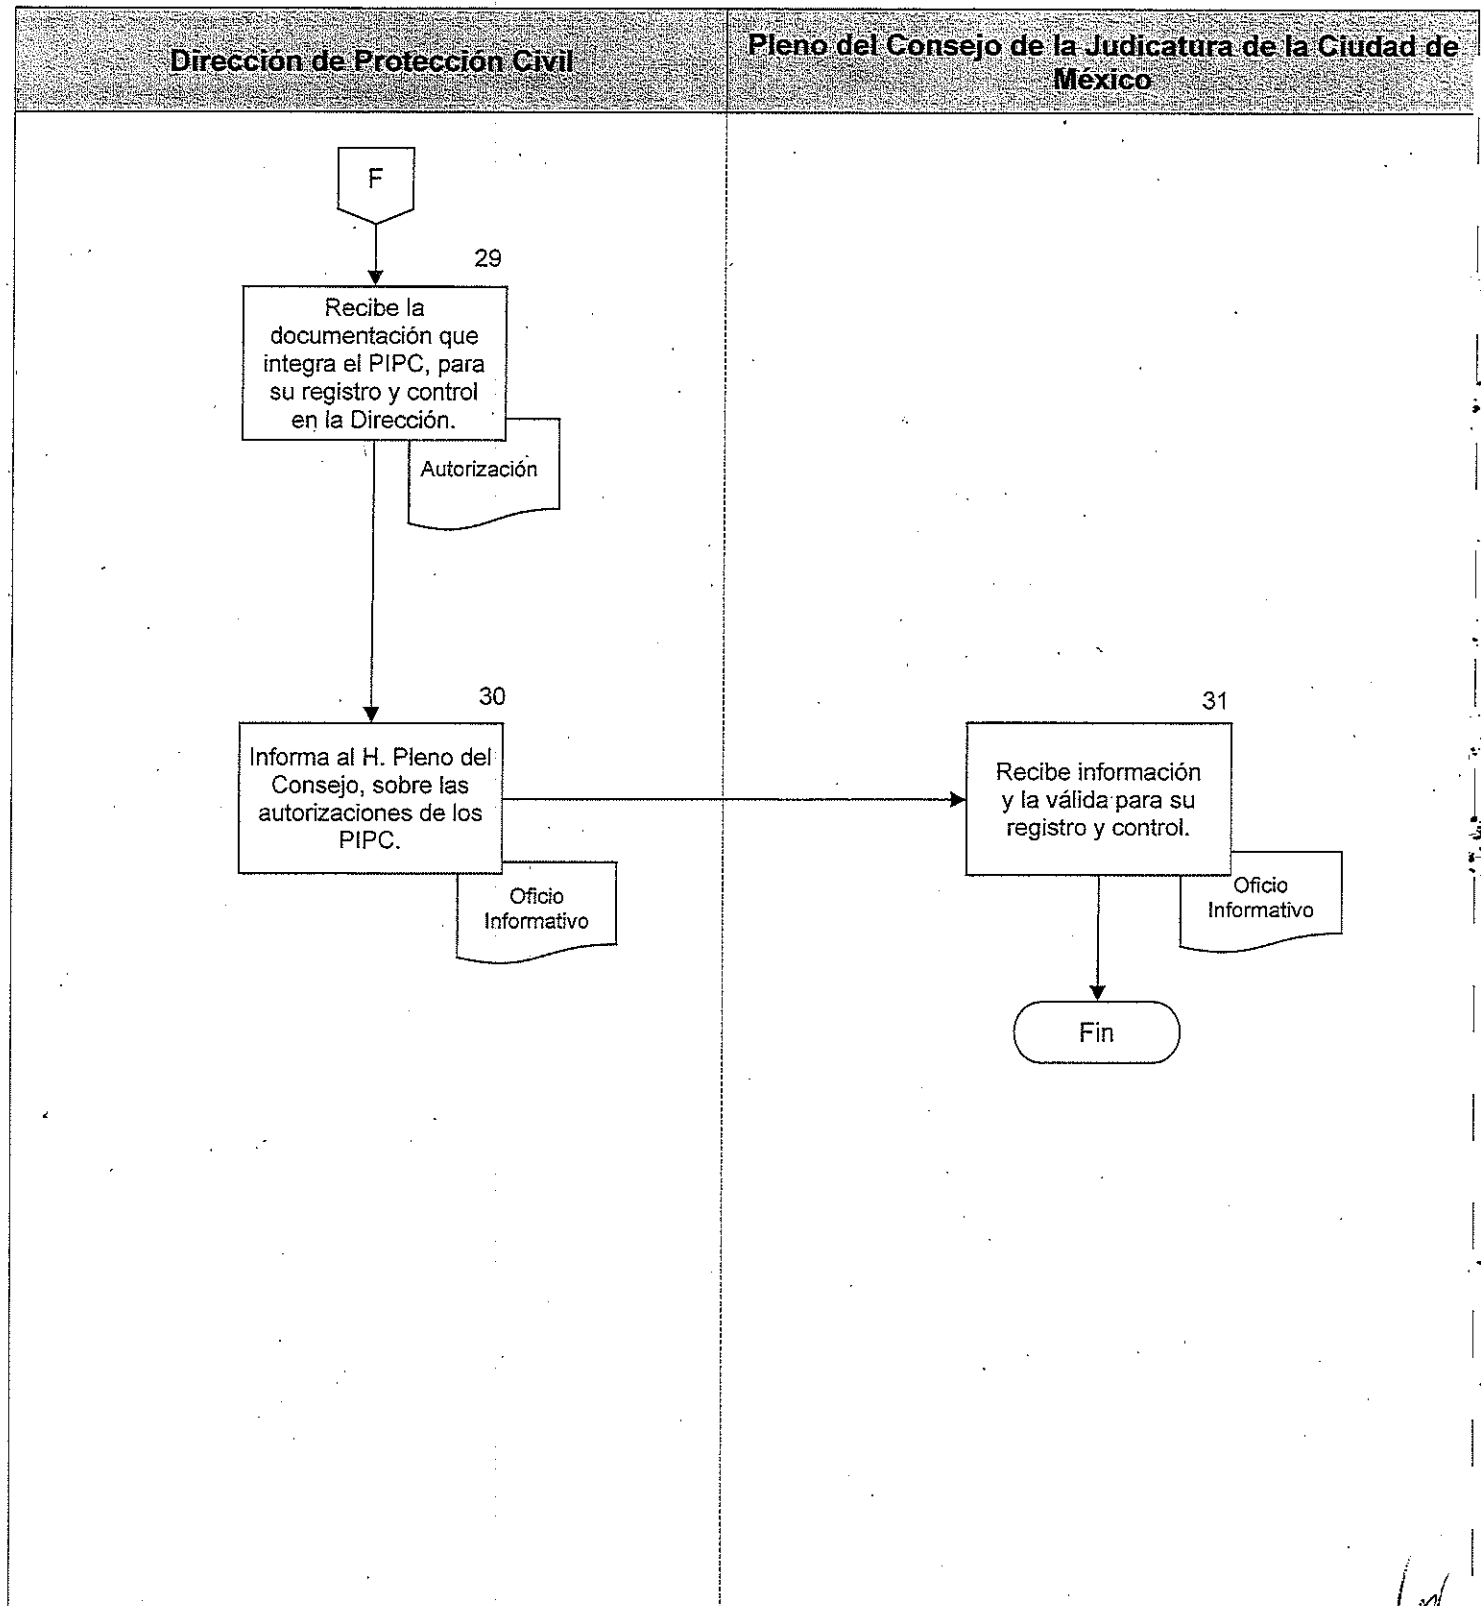 Dirección de Protección Civil
Pleno del Consejo de la Judicatura de la Ciudad de
México
F
29
Recibe la
documentación que
integra el PIPC, para
su registro y control
en la Dirección.
Autorización
30
Informa al H. Pleno del
Consejo, sobre las
autorizaciones de los
PIPC.
Oficio
Informativo
31
Recibe información
y la válida para su
registro y control.
Oficio
Informativo
Fin